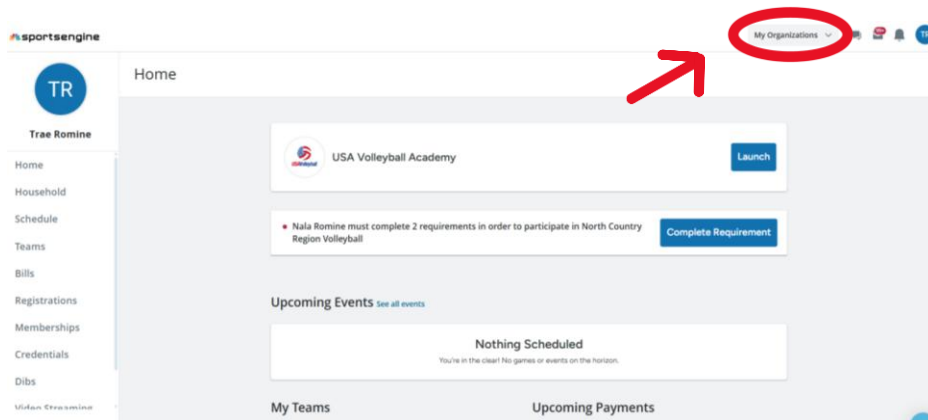 sportsengine
My Organizations
TR
TR
Trae Romine
Home
Household
Schedule
Teams
Bills
Registrations
Memberships
Credentials
Dibs
Video Streaming
Home
USA Volleyball Academy
Launch
Nala Romine must complete 2 requirements in order to participate in North Country
Region Volleyball
Complete Requirement
Upcoming Events See all events
Nothing Scheduled
You're in the clear! No games or events on the horizon.
My Teams
Upcoming Payments